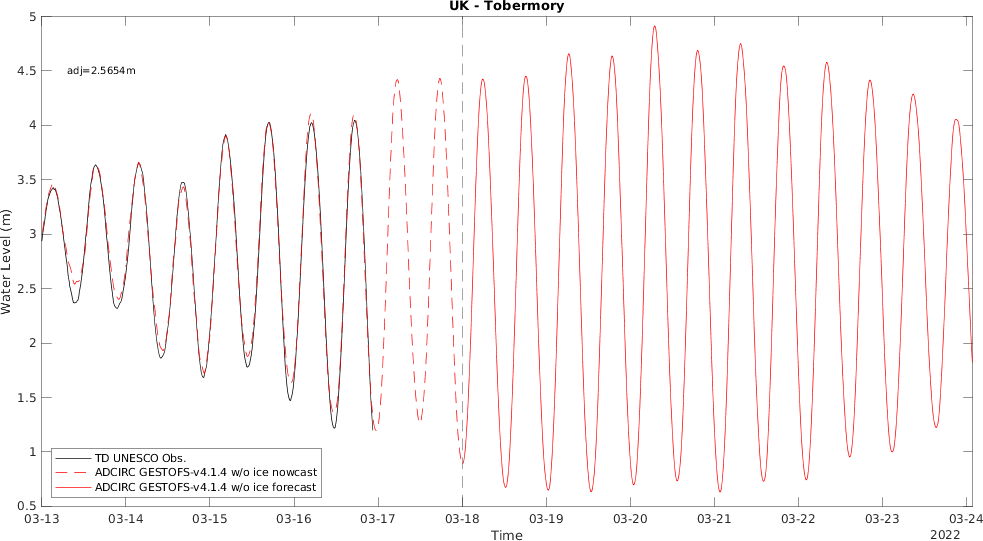 UK - Tobermory
adj=2.5654m
5
4.5
4
3.5
3
2.5
2
1.5
1
0.5
Water Level (m)
TD UNESCO Obs.
ADCIRC GESTOFS-v4.1.4 w/o ice nowcast
ADCIRC GESTOFS-v4.1.4 w/o ice forecast
03-13 03-14 03-15 03-16 03-17 03-18 03-19 03-20 03-21 03-22 03-23 03-24
Time
2022